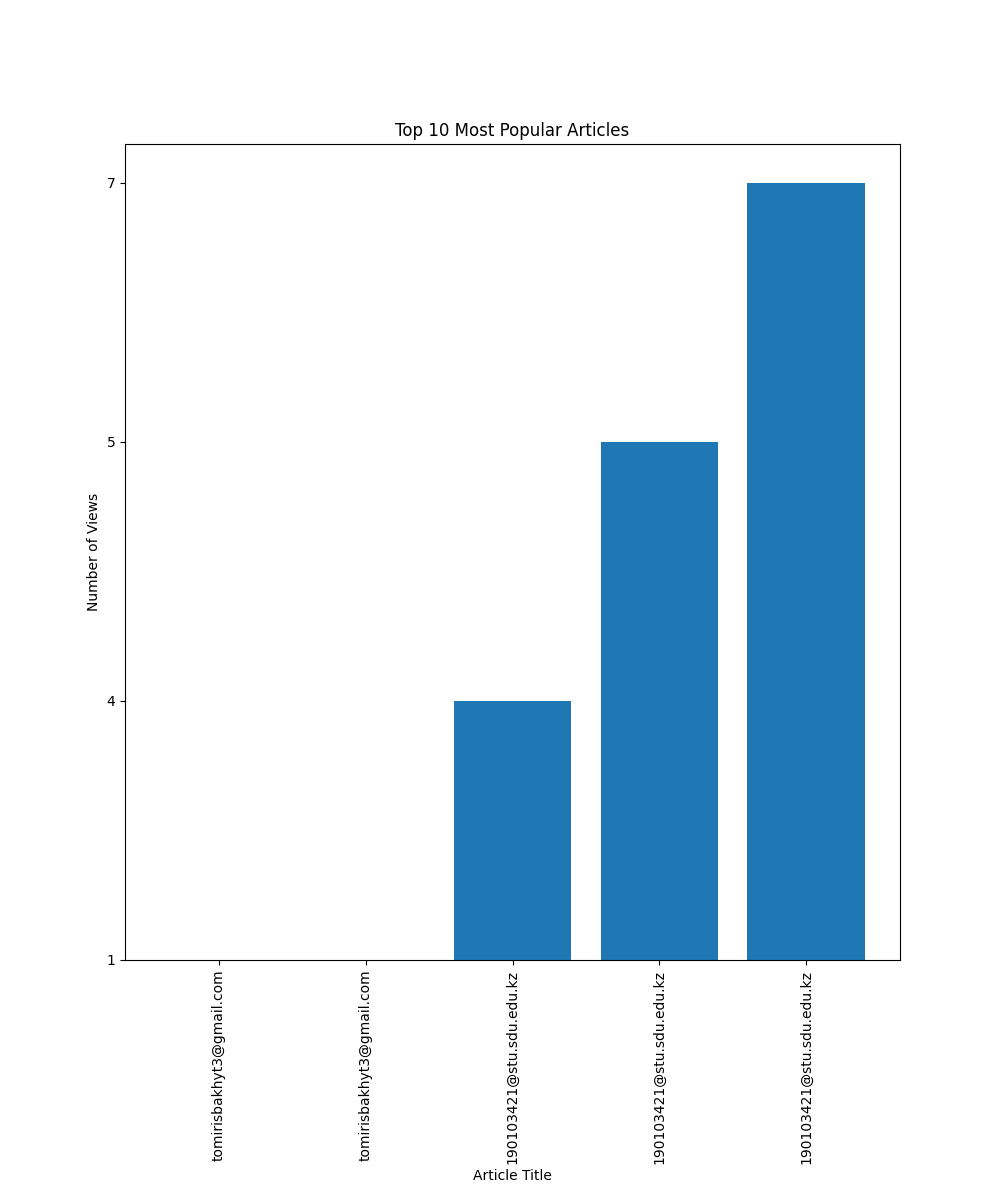 Top 10 Most Popular Articles
7
5
4
1
Number of Views
tomirisbakhyt3@gmail.com
tomirisbakhyt3@gmail.com
190103421@stu.sdu.edu.kz
190103421@stu.sdu.edu.kz
190103421@stu.sdu.edu.kz
Article Title